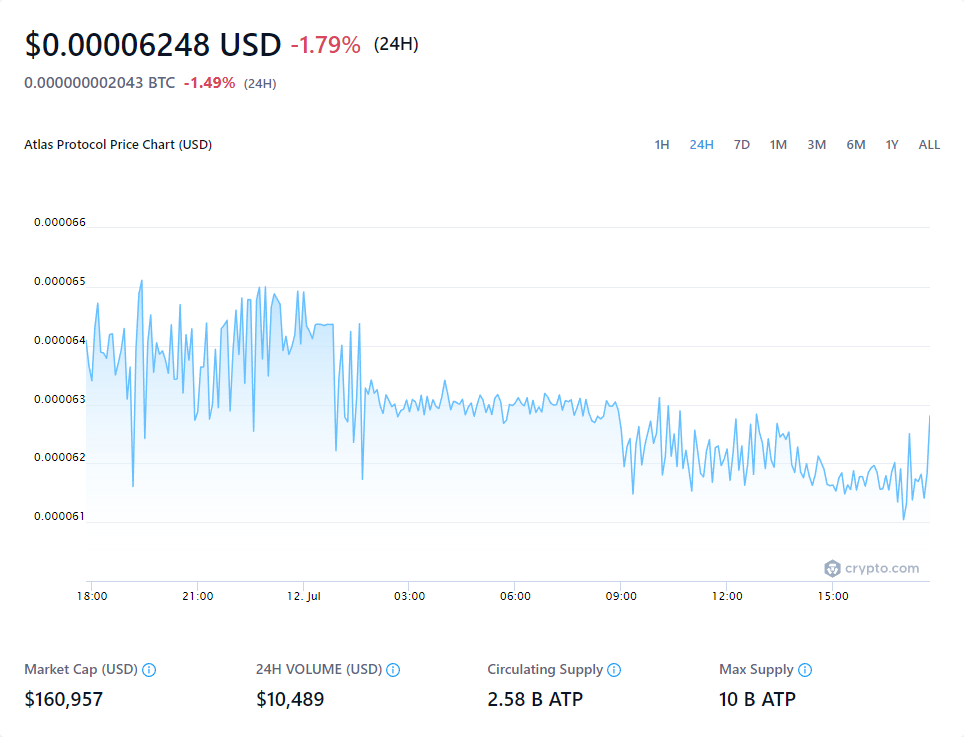 $0.00006248 USD -1.79% (24H)
0.000000002043 BTC -1.49% (24H)
Atlas Protocol Price Chart (USD)
1H 24H 7D 1M 3M 6M 1Y ALL
0.000066
0.000065
0.000064
0.000063
0.000062
0.000061
crypto.com
18:00 21:00 12. Jul 03:00 06:00 09:00 12:00 15:00
Market Cap (USD) 24H VOLUME (USD) Circulating Supply Max Supply
$160,957 $10,489 2.58 B ATP 10 B ATP